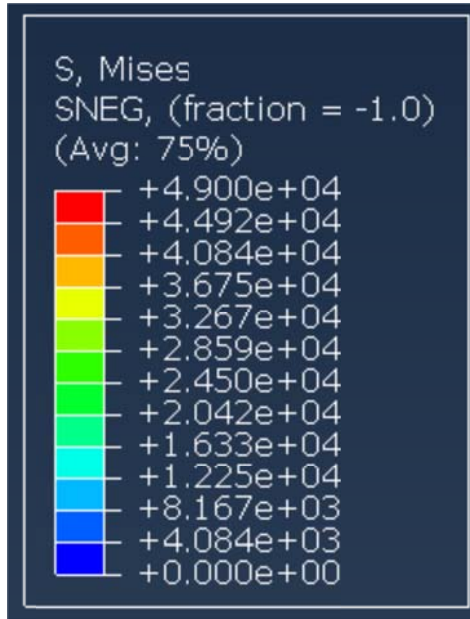 S, Mises
SNEG, (fraction = -1.0)
(Avg: 75%)
+4.900e+04
+4.492e+04
+4.084e+04
+3.675e+04
+3.267e+04
+2.859e+04
+2.450e+04
+2.042e+04
+1.633e+04
+1.225e+04
+8.167e+03
+4.084e+03
+0.000e+00